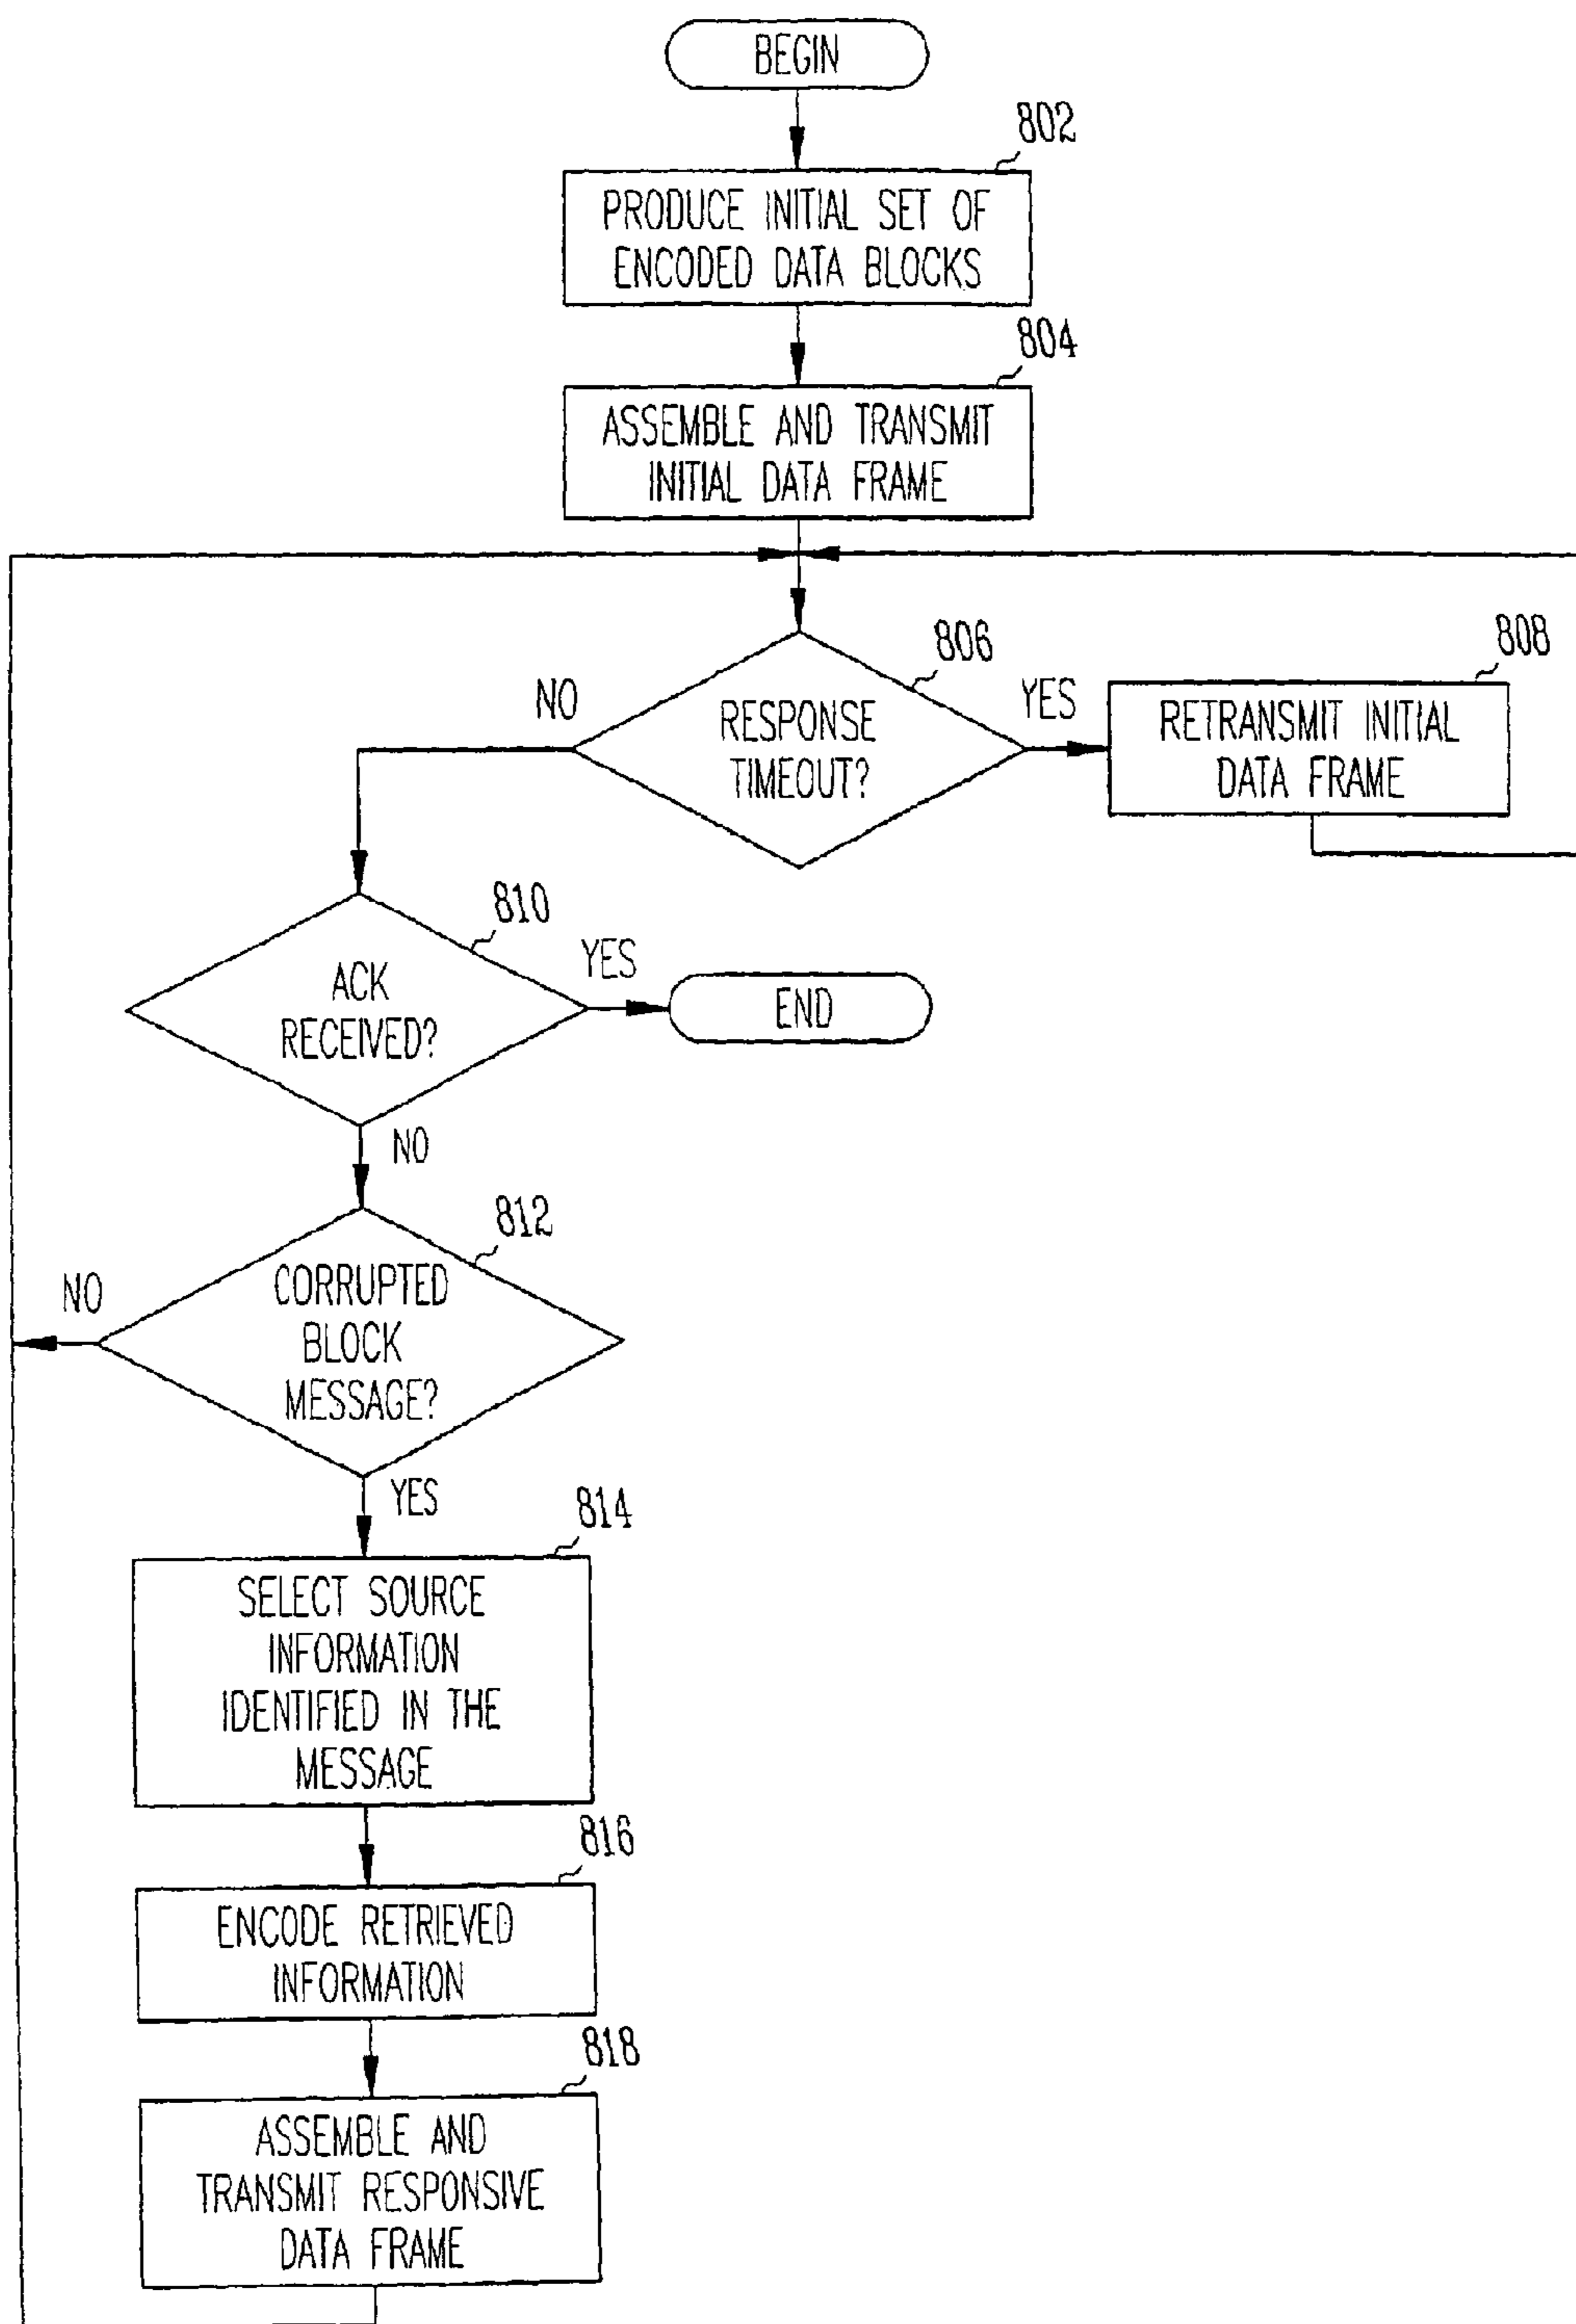 BEGIN
802
PRODUCE INITIAL SET OF
ENCODED DATA BLOCKS
804
ASSEMBLE AND TRANSMIT
INITIAL DATA FRAME
806
808
NO
YES
RESPONSE
TIMEOUT?
RETRANSMIT INITIAL
DATA FRAME
810
YES
ACK
RECEIVED?
END
NO
812
NO
CORRUPTED
BLOCK
MESSAGE?
YES
814
SELECT SOURCE
INFORMATION
IDENTIFIED IN THE
MESSAGE
816
ENCODE RETRIEVED
INFORMATION
818
ASSEMBLE AND
TRANSMIT RESPONSIVE
DATA FRAME